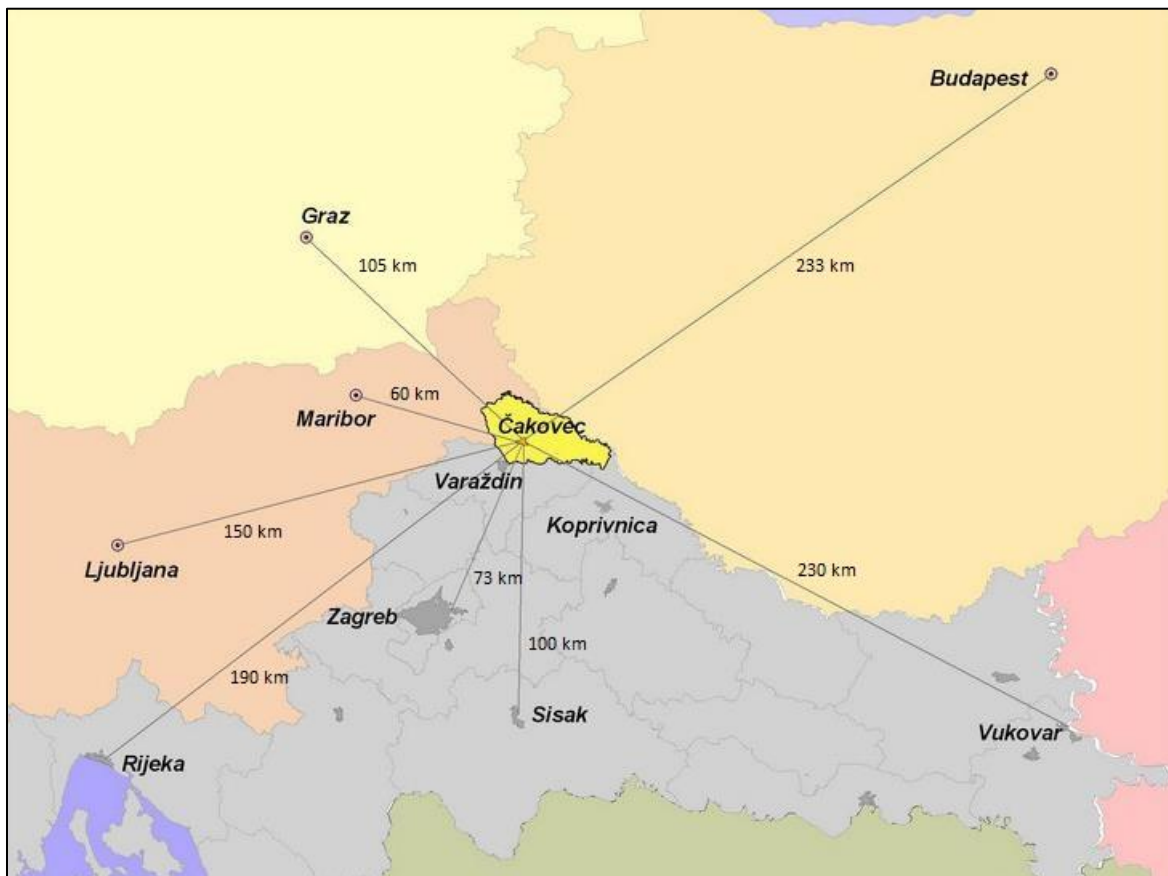 Budapest
Graz
105 km
233 km
60 km
Maribor
Čakovec
Varaždin
Koprivnica
150 km
Ljubljana
73 km
230 km
Zagreb
100 km
190 km
Sisak
Vukovar
Rijeka